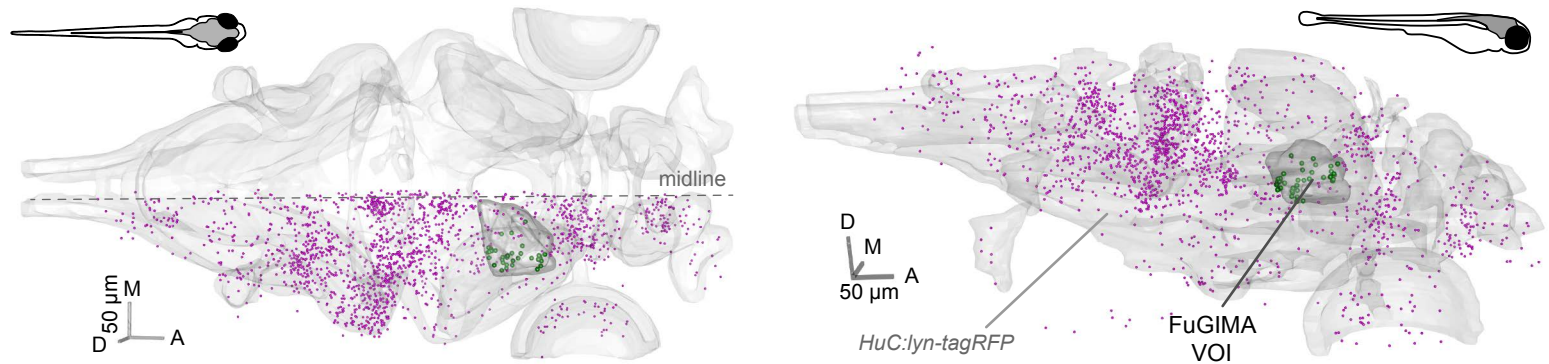 midline
50 µm
M
D
A
D
M
A
50 µm
HuC:lyn-tagRFP
FuGIMA
VOI